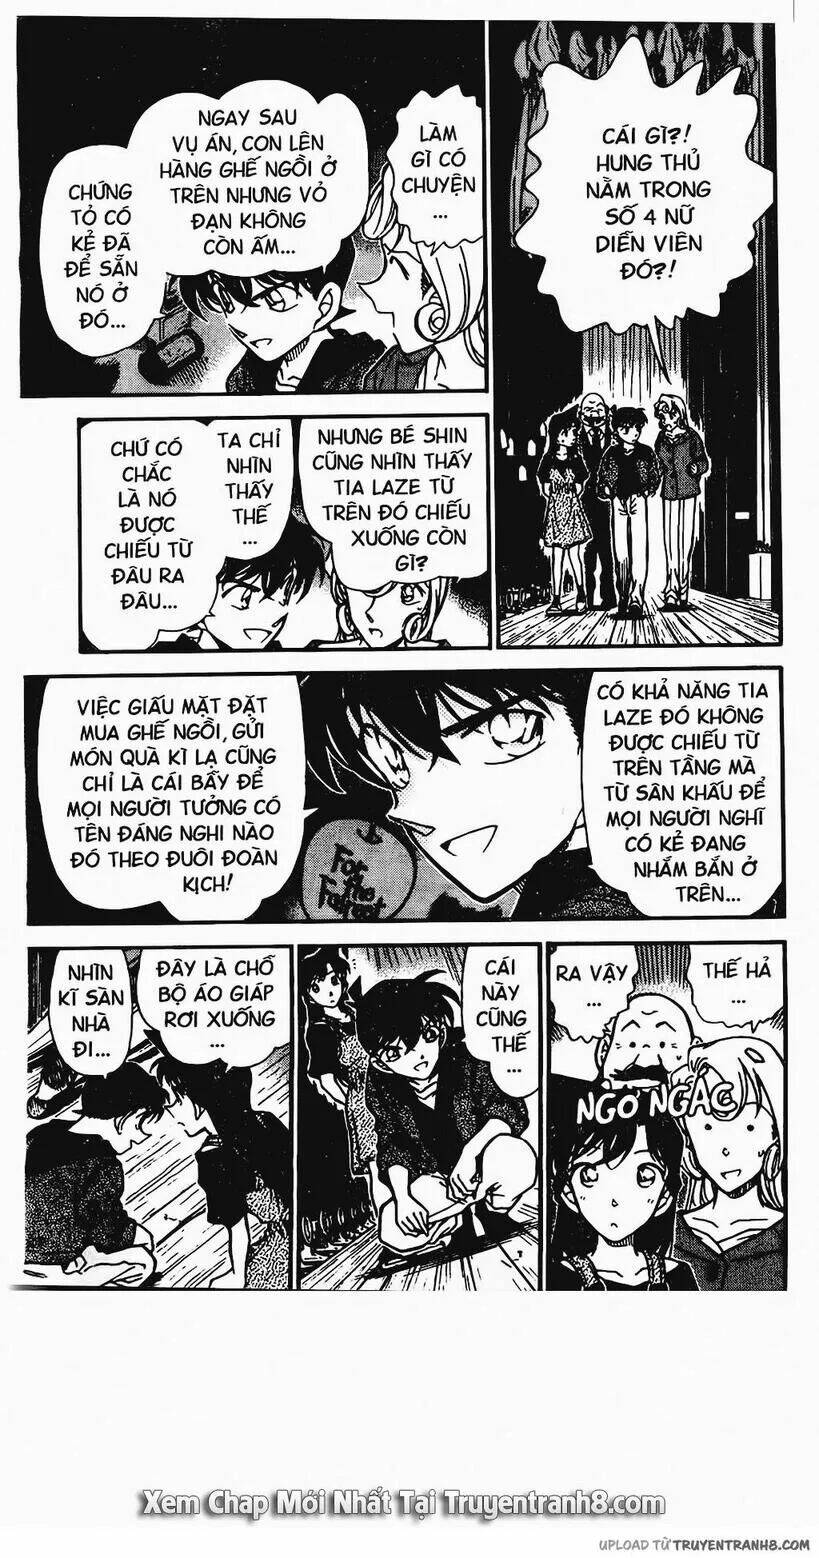 CÁI GÌ?!
HUNG THỦ
NẰM TRONG
SỐ 4 NỮ
DIỄN VIÊN
ĐÓ?!
LÀM
GÌ CÓ
CHUYỆN
...
NGAY SAU
VỤ ÁN, CON LÊN
HÀNG GHẾ NGỒI Ở
TRÊN NHƯNG VỎ
ĐẠN KHÔNG
CÒN ẤM...
CHỨNG
TỎ CÓ
KẺ ĐÃ
ĐỂ SẴN
NÓ Ở
ĐÓ...
NHƯNG BÉ SHIN
CŨNG NHÌN THẤY
TIA LAZE TỪ
TRÊN ĐÓ CHIẾU
XUỐNG CÒN
GÌ?
TA CHỈ
NHÌN
THẤY
THẾ
...
CHỨ CÓ
CHẮC
LÀ NÓ
ĐƯỢC
CHIẾU TỪ
ĐÂU RA
ĐÂU...
CÓ KHẢ NĂNG TIA
LAZE ĐÓ KHÔNG
ĐƯỢC CHIẾU TỪ
TRÊN TẦNG MÀ
TỪ SÂN KHẤU ĐỂ
MỌI NGƯỜI NGHĨ
CÓ KẺ ĐANG
NHẮM BẮN Ở
TRÊN...
VIỆC GIẤU MẶT ĐẶT
MUA GHẾ NGỒI, GỬI
MÓN QUÀ KÌ LẠ CŨNG
CHỈ LÀ CÁI BẪY ĐỂ
MỌI NGƯỜI TƯỞNG CÓ
TÊN ĐÁNG NGHI NÀO
ĐÓ THEO ĐUÔI ĐOÀN
KỊCH!
For
the
Fairest
THẾ HẢ
...
RA VẬY
...
NGƠ NGÁC
CÁI
NÀY
CŨNG
THẾ
...
ĐÂY LÀ CHỖ
BỘ ÁO GIÁP
RƠI XUỐNG
...
NHÌN
KĨ SÀN
NHÀ
ĐI...
Xem Chap Mới Nhất Tại Truyentranh8.com
UPLOAD TỪ TRUYENTRANH8.COM